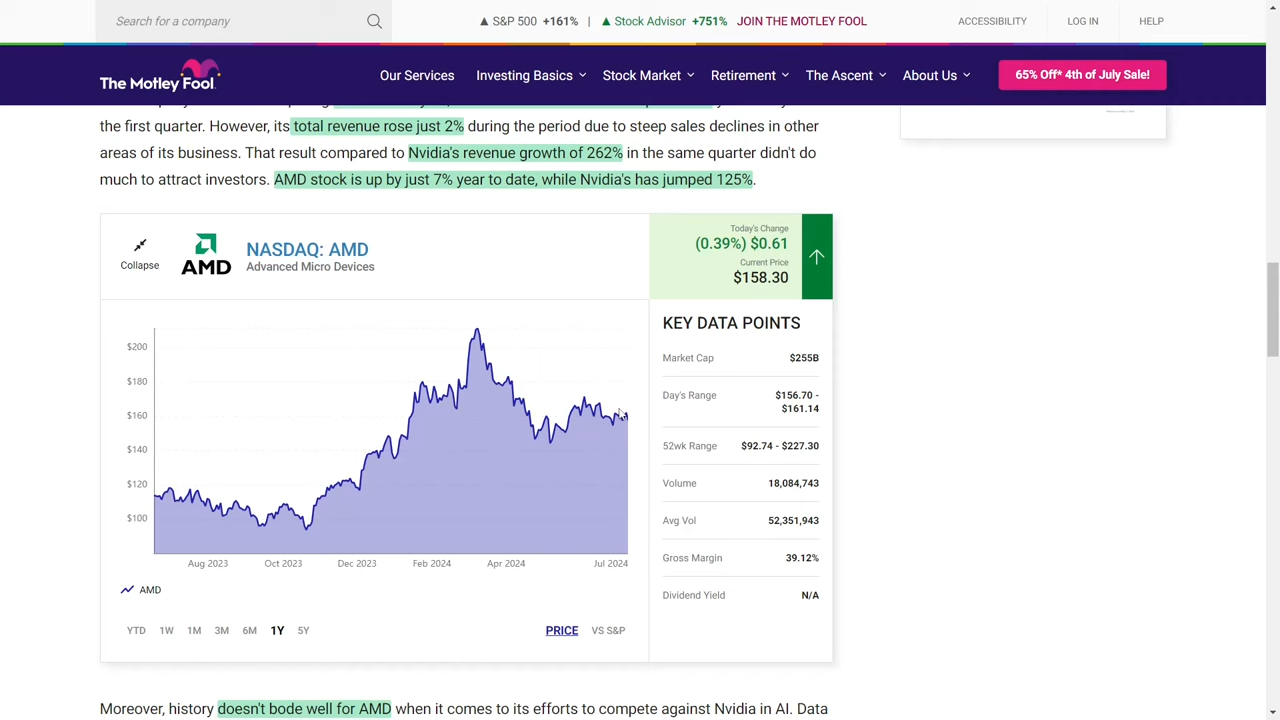 Search for a company
▲ S&P 500 +161% | ▲ Stock Advisor +751% JOIN THE MOTLEY FOOL
ACCESSIBILITY LOG IN HELP
The Motley Fool.
Our Services Investing Basics Stock Market Retirement The Ascent About Us 65% Off* 4th of July Sale!
the first quarter. However, its total revenue rose just 2% during the period due to steep sales declines in other
areas of its business. That result compared to Nvidia's revenue growth of 262% in the same quarter didn't do
much to attract investors. AMD stock is up by just 7% year to date, while Nvidia's has jumped 125%.
Collapse
AMD
NASDAQ: AMD
Advanced Micro Devices
Today's Change
(0.39%) $0.61
Current Price
$158.30
$200
$180
$160
$140
$120
$100
Aug 2023 Oct 2023 Dec 2023 Feb 2024 Apr 2024 Jul 2024
AMD
YTD 1W 1M 3M 6M 1Y 5Y PRICE VS S&P
KEY DATA POINTS
Market Cap $255B
Day's Range $156.70 -
$161.14
52wk Range $92.74 - $227.30
Volume 18,084,743
Avg Vol 52,351,943
Gross Margin 39.12%
Dividend Yield N/A
Moreover, history doesn't bode well for AMD when it comes to its efforts to compete against Nvidia in AI. Data